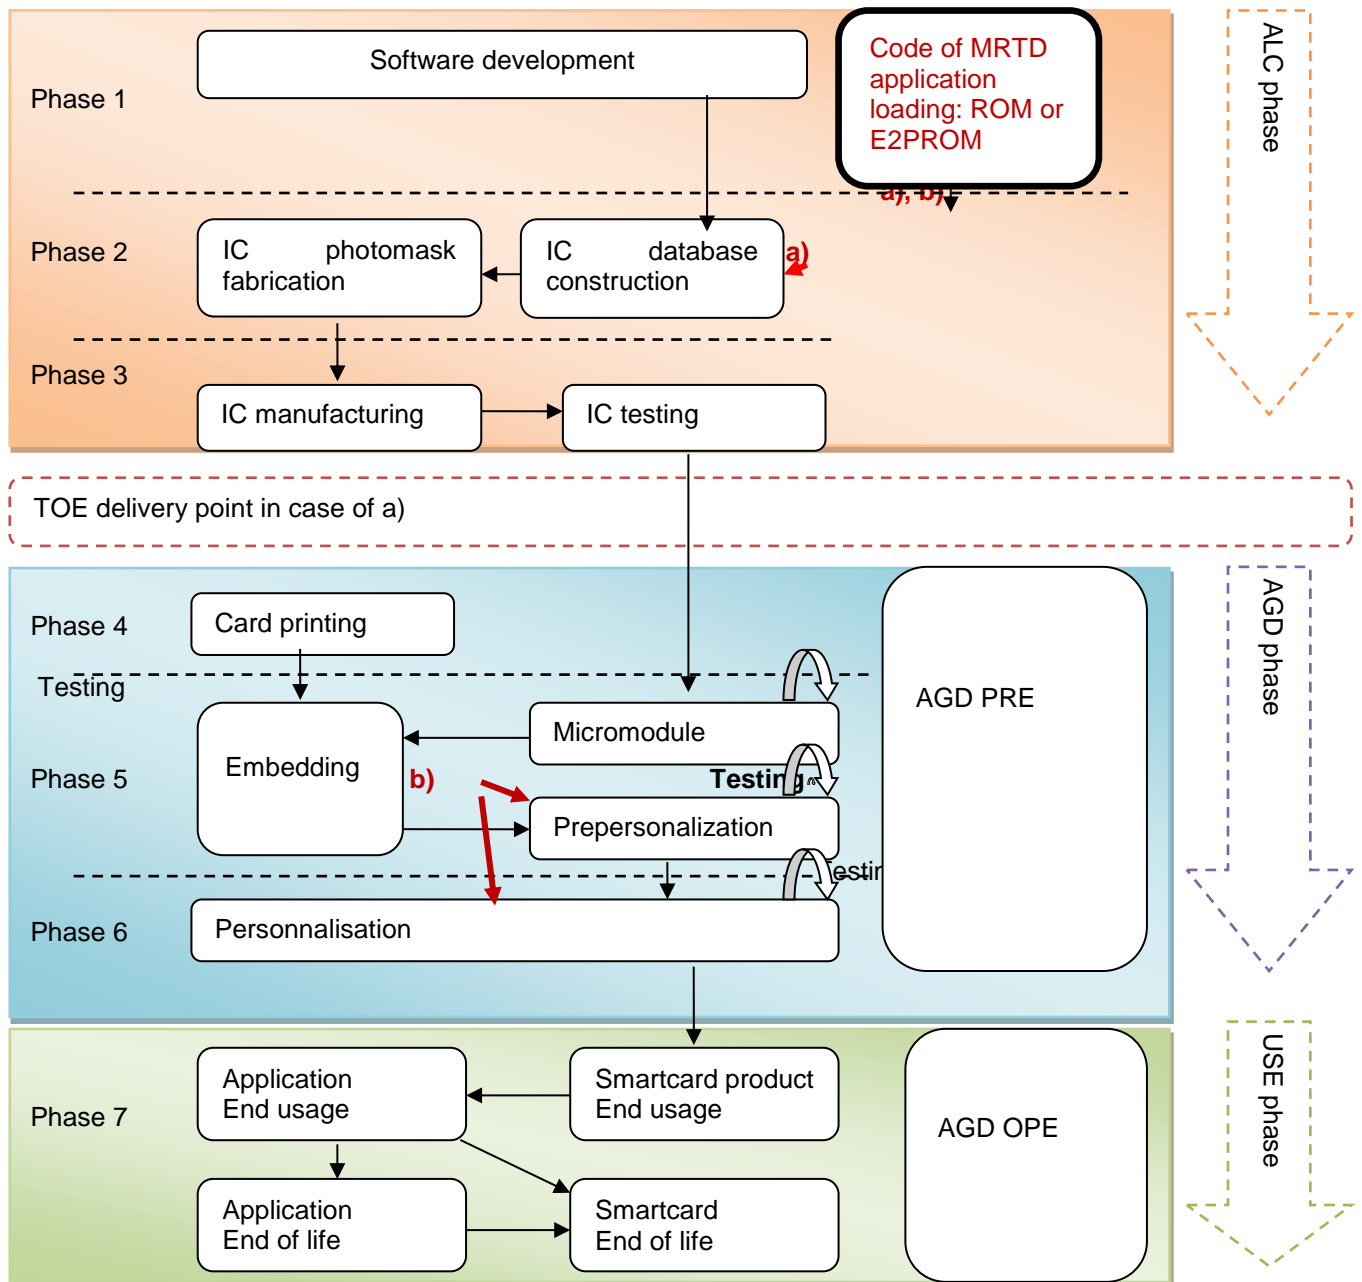 Software development
Code of MRTD
application
loading: ROM or
E2PROM
ALC phase
Phase 1
a), b)
Phase 2
IC photomask
fabrication
IC database
construction
a)
Phase 3
IC manufacturing
IC testing
TOE delivery point in case of a)
Phase 4
Card printing
AGD phase
Testing
AGD PRE
Micromodule
Embedding
Phase 5
b)
Testing
Prepersonalization
Testin
Phase 6
Personnalisation
Application
End usage
Smartcard product
End usage
USE phase
Phase 7
AGD OPE
Application
End of life
Smartcard
End of life